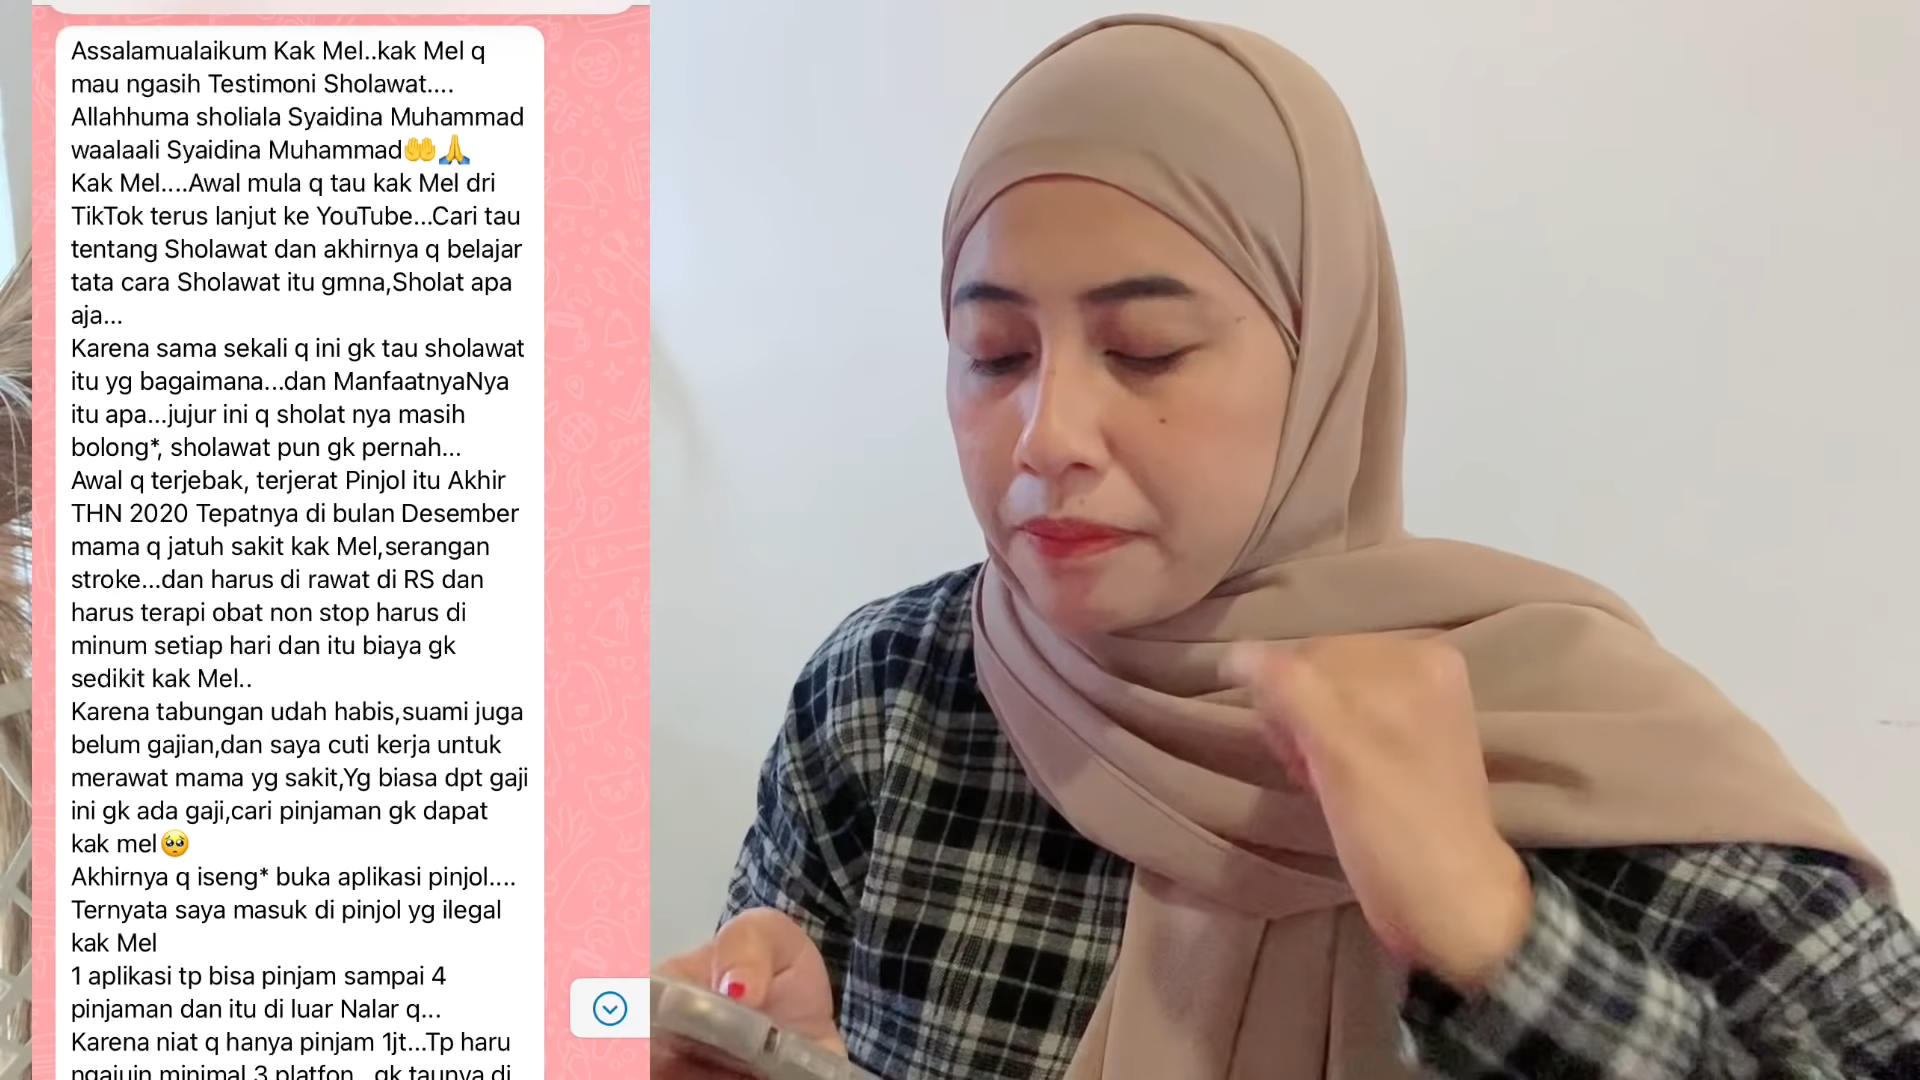 Assalamualaikum Kak Mel..kak Mel q
mau ngasih Testimoni Sholawat....
Allahhuma sholiala Syaidina Muhammad
waalaali Syaidina Muhammad🤲🙏
Kak Mel....Awal mula q tau kak Mel dri
TikTok terus lanjut ke YouTube...Cari tau
tentang Sholawat dan akhirnya q belajar
tata cara Sholawat itu gmna,Sholat apa
aja...
Karena sama sekali q ini gk tau sholawat
itu yg bagaimana...dan ManfaatnyaNya
itu apa...jujur ini q sholat nya masih
bolong*, sholawat pun gk pernah...
Awal q terjebak, terjerat Pinjol itu Akhir
THN 2020 Tepatnya di bulan Desember
mama q jatuh sakit kak Mel,serangan
stroke...dan harus di rawat di RS dan
harus terapi obat non stop harus di
minum setiap hari dan itu biaya gk
sedikit kak Mel..
Karena tabungan udah habis,suami juga
belum gajian,dan saya cuti kerja untuk
merawat mama yg sakit,Yg biasa dpt gaji
ini gk ada gaji,cari pinjaman gk dapat
kak mel🥺
Akhirnya q iseng* buka aplikasi pinjol....
Ternyata saya masuk di pinjol yg ilegal
kak Mel
1 aplikasi tp bisa pinjam sampai 4
pinjaman dan itu di luar Nalar q...
Karena niat q hanya pinjam 1jt...Tp haru
ngajuin minimal 3 platfon...gk taunya di